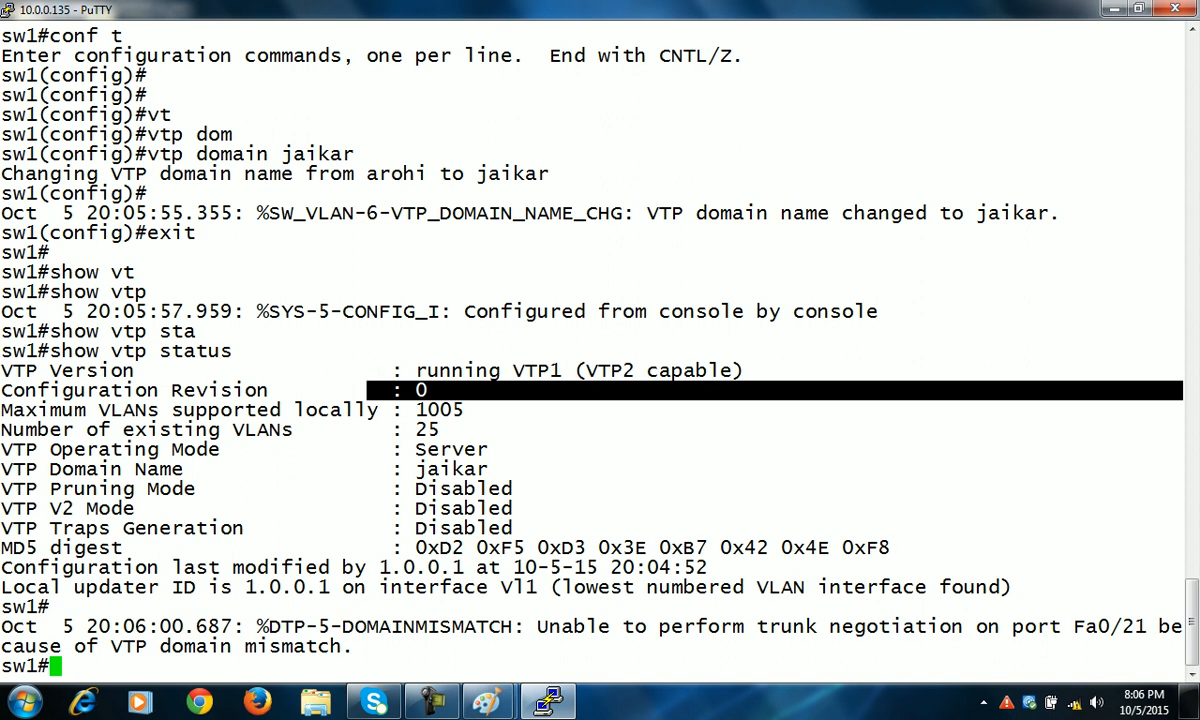 10.0.0.135 - PuTTY
sw1#conf t
Enter configuration commands, one per line.  End with CNTL/Z.
sw1(config)#
sw1(config)#
sw1(config)#vt
sw1(config)#vtp dom
sw1(config)#vtp domain jaikar
Changing VTP domain name from arohi to jaikar
sw1(config)#
Oct  5 20:05:55.355: %SW_VLAN-6-VTP_DOMAIN_NAME_CHG: VTP domain name changed to jaikar.
sw1(config)#exit
sw1#
sw1#show vt
sw1#show vtp
Oct  5 20:05:57.959: %SYS-5-CONFIG_I: Configured from console by console
sw1#show vtp sta
sw1#show vtp status
VTP Version                     : running VTP1 (VTP2 capable)
Configuration Revision          : 0
Maximum VLANs supported locally : 1005
Number of existing VLANs        : 25
VTP Operating Mode              : Server
VTP Domain Name                 : jaikar
VTP Pruning Mode                : Disabled
VTP V2 Mode                     : Disabled
VTP Traps Generation            : Disabled
MD5 digest                      : 0xD2 0xF5 0xD3 0x3E 0xB7 0x42 0x4E 0xF8
Configuration last modified by 1.0.0.1 at 10-5-15 20:04:52
Local updater ID is 1.0.0.1 on interface Vl1 (lowest numbered VLAN interface found)
sw1#
Oct  5 20:06:00.687: %DTP-5-DOMAINMISMATCH: Unable to perform trunk negotiation on port Fa0/21 be
cause of VTP domain mismatch.
sw1#
8:06 PM
10/5/2015